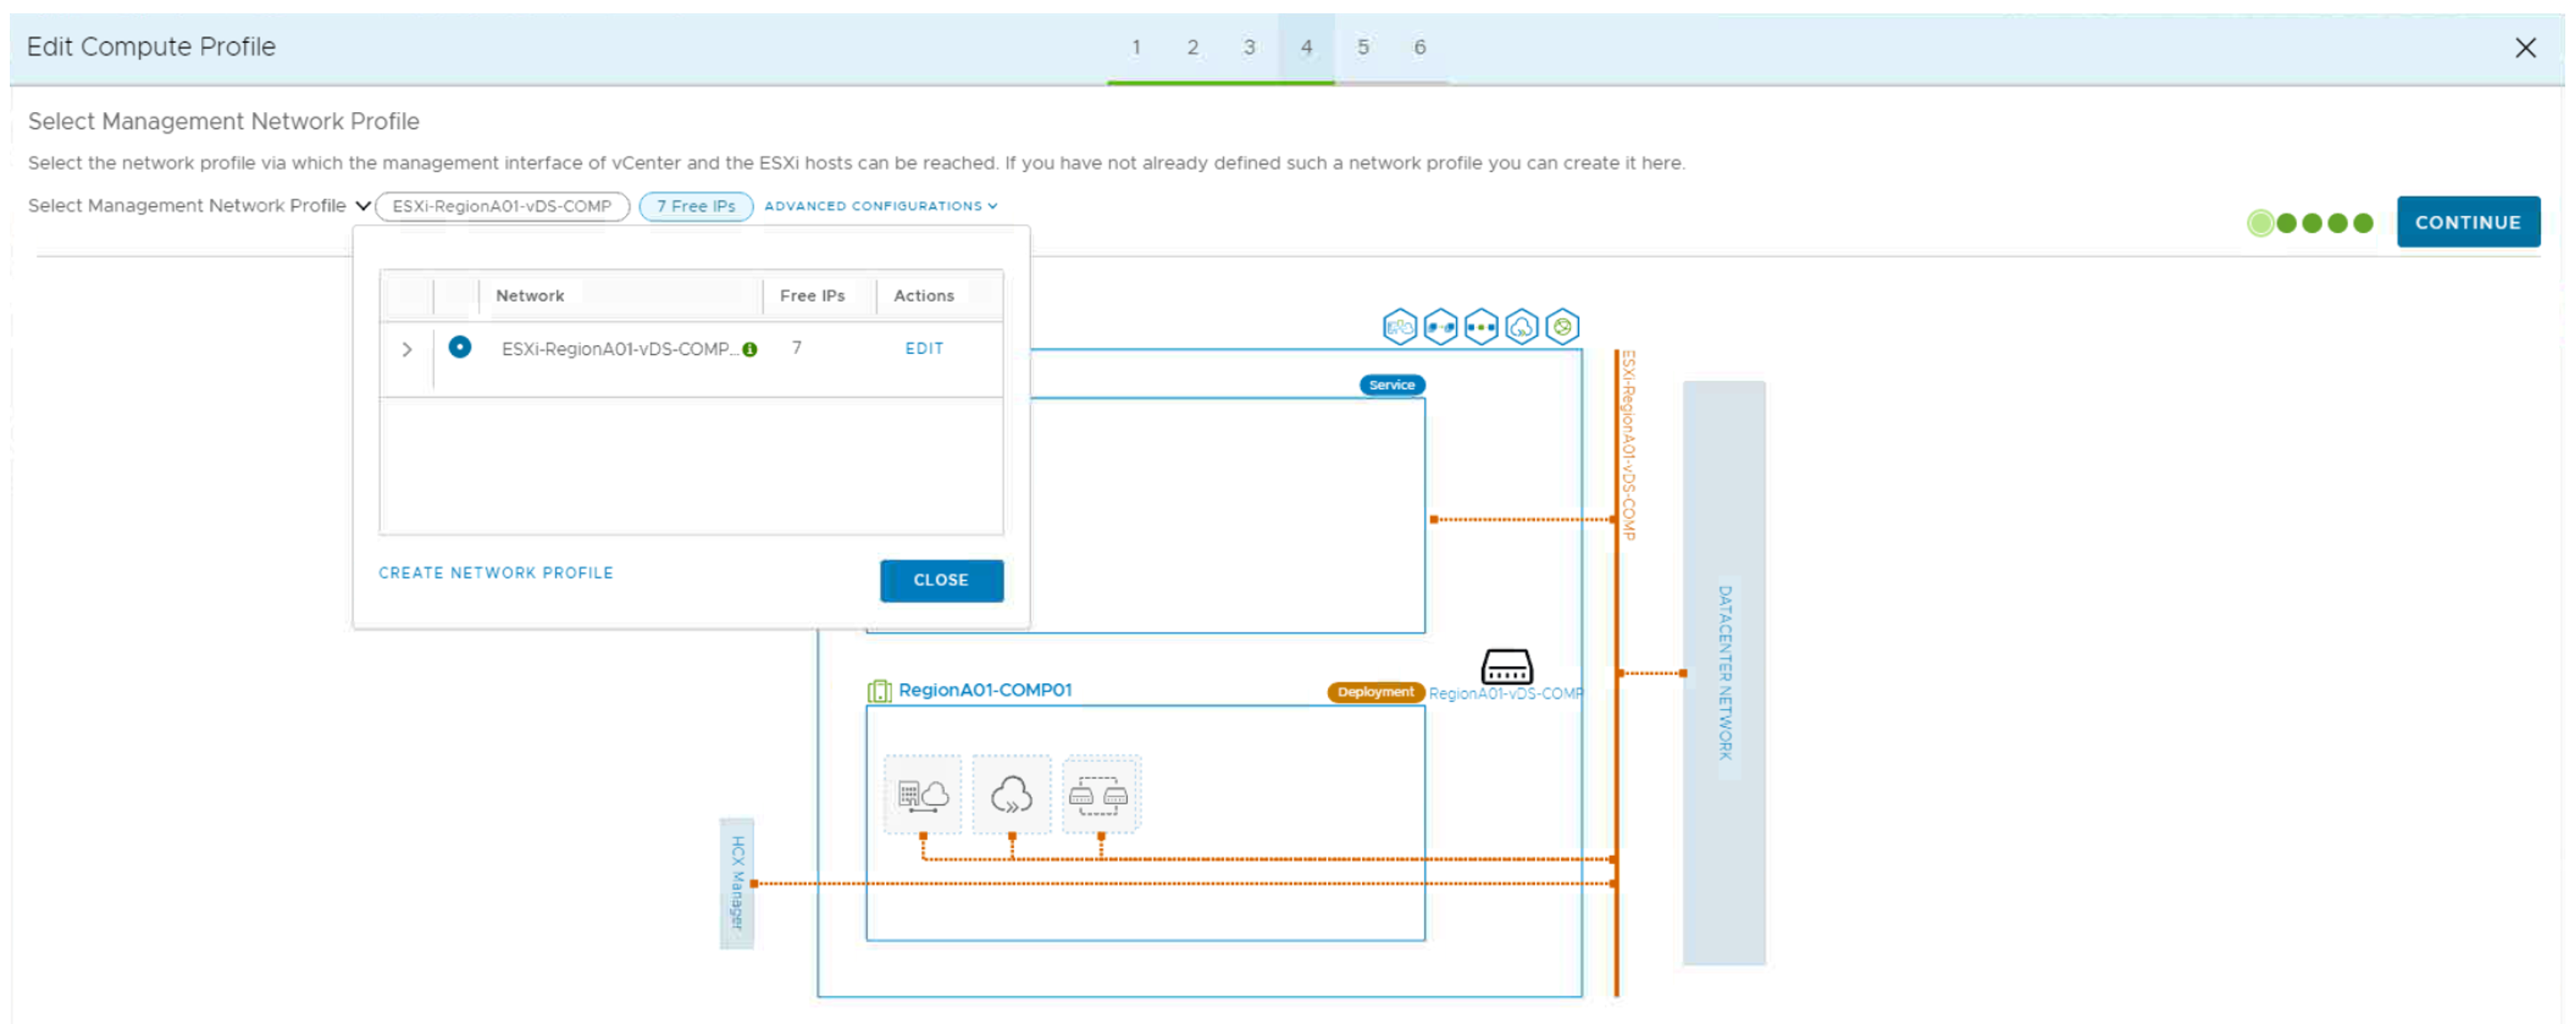 Edit Compute Profile
1 2 3 4 5 6
Select Management Network Profile
Select the network profile via which the management interface of vCenter and the ESXi hosts can be reached. If you have not already defined such a network profile you can create it here.
Select Management Network Profile ESXi-RegionA01-vDS-COMP 7 Free IPs ADVANCED CONFIGURATIONS
CONTINUE
Network Free IPs Actions
ESXi-RegionA01-vDS-COMP... 7 EDIT
CREATE NETWORK PROFILE CLOSE
Service
ESXi-RegionA01-vDS-COMP
DATACENTER NETWORK
RegionA01-COMP01 Deployment RegionA01-vDS-COMP
HCX Manager